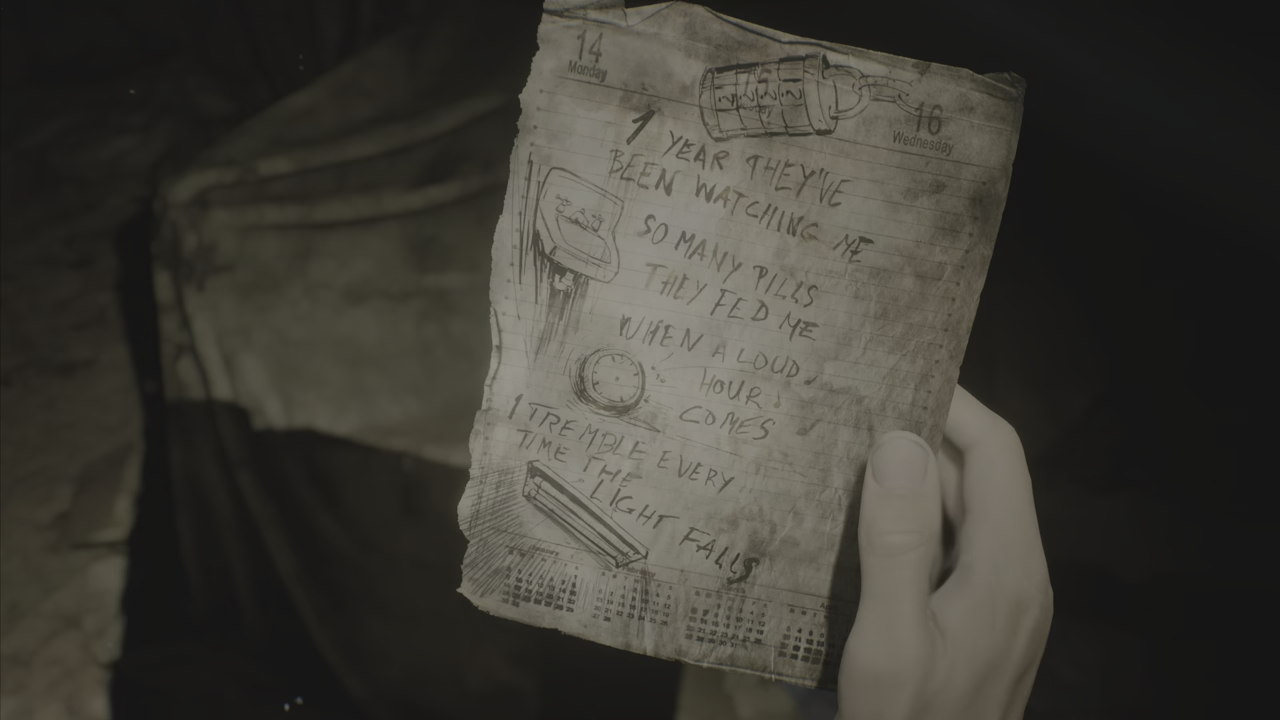 14
Monday
16
Wednesday
1 YEAR THEY'VE
BEEN WATCHING ME
SO MANY PILLS
THEY FED ME
WHEN A LOUD
HOUR
COMES
I TREMBLE EVERY
TIME THE
LIGHT FALLS
January